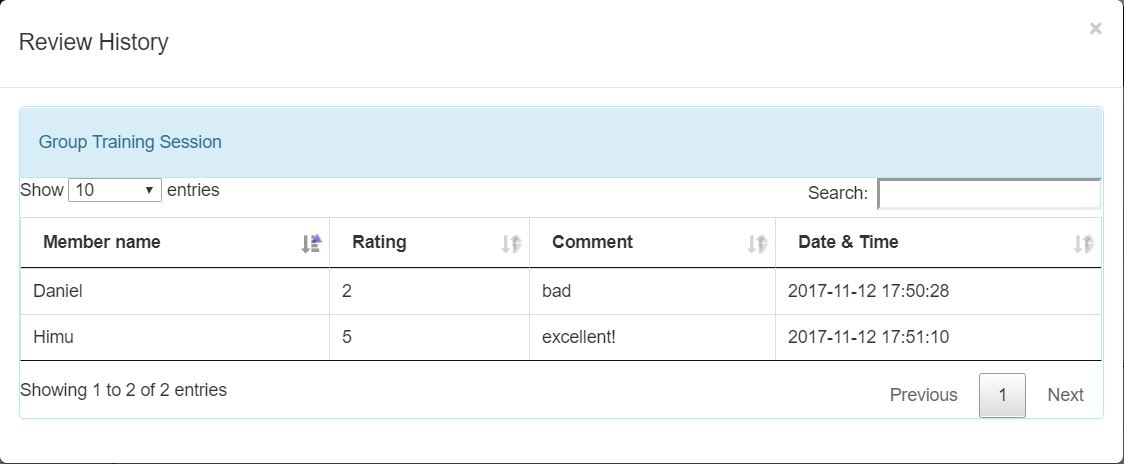 Review History ×
Group Training Session
Show 10 entries Search:
Member name Rating Comment Date & Time
Daniel 2 bad 2017-11-12 17:50:28
Himu 5 excellent! 2017-11-12 17:51:10
Showing 1 to 2 of 2 entries Previous 1 Next